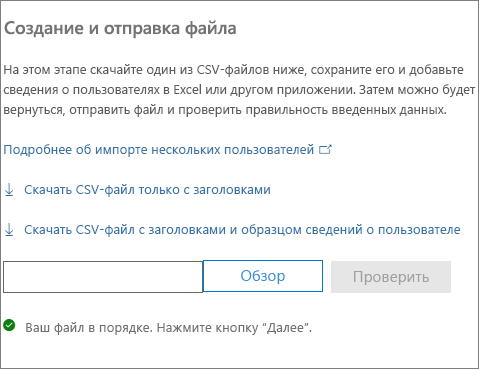 Создание и отправка файла
На этом этапе скачайте один из CSV-файлов ниже, сохраните его и добавьте
сведения о пользователях в Excel или другом приложении. Затем можно будет
вернуться, отправить файл и проверить правильность введенных данных.
Подробнее об импорте нескольких пользователей
Скачать CSV-файл только с заголовками
Скачать CSV-файл с заголовками и образцом сведений о пользователе
Обзор
Проверить
Ваш файл в порядке. Нажмите кнопку “Далее”.